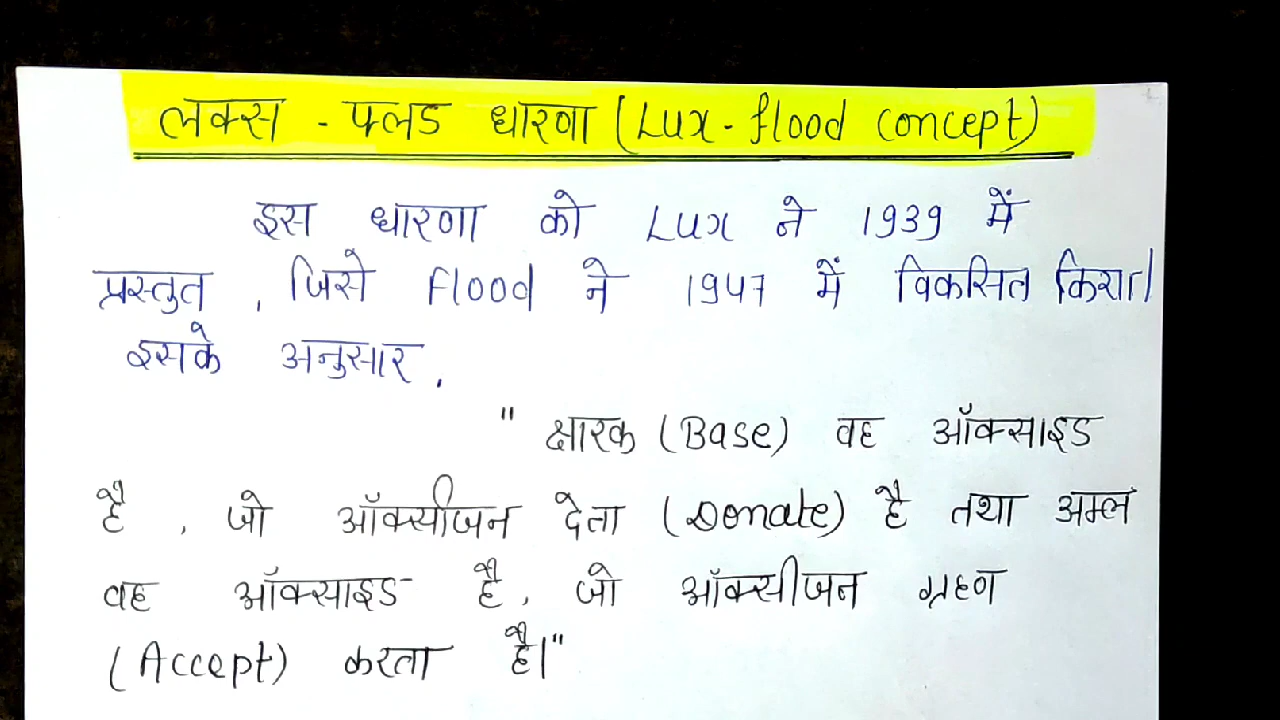 लक्स - फ्लड धारणा (Lux - flood concept)
इस धारणा को Lux ने 1939 में
प्रस्तुत , जिसे Flood ने 1947 में विकसित किया।
इसके अनुसार ,
" क्षारक (Base) वह ऑक्साइड
है , जो ऑक्सीजन देता (Donate) है तथा अम्ल
वह ऑक्साइड है , जो ऑक्सीजन ग्रहण
(Accept) करता है।"